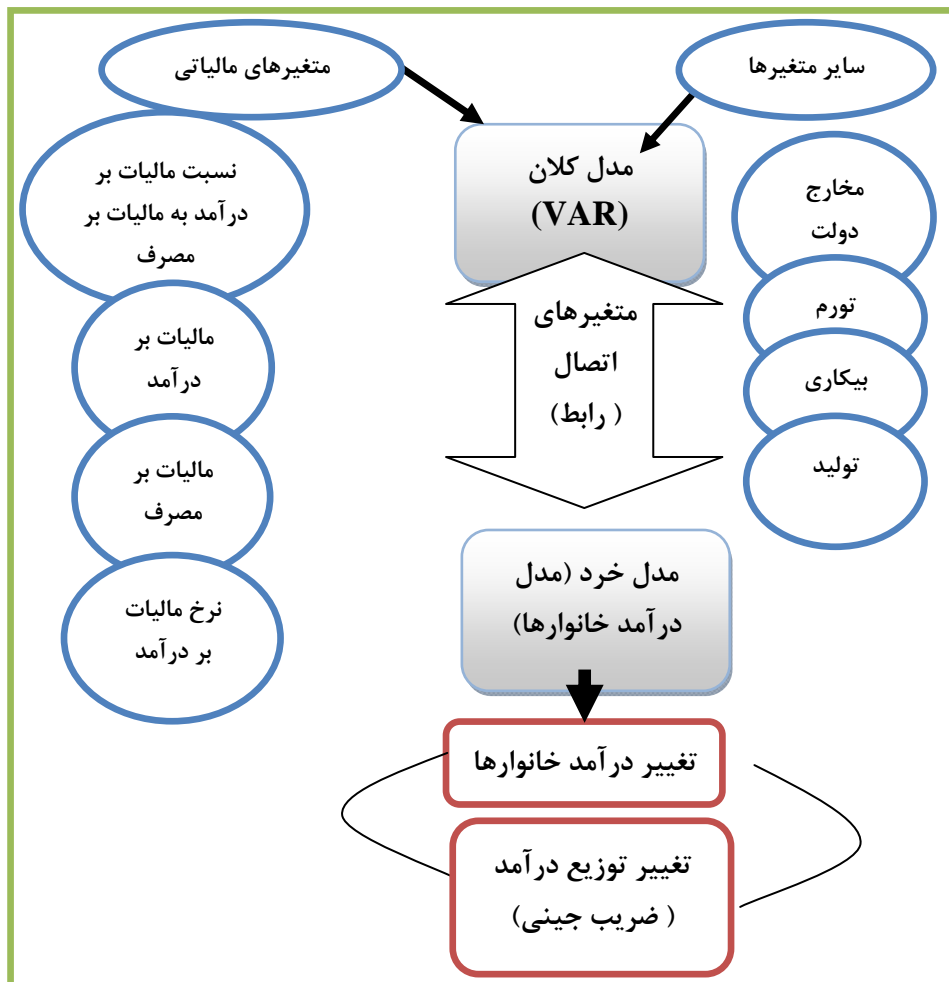 متغیرهای مالیاتی
سایر متغیرها
مدل کلان
(VAR)
نسبت مالیات بر
درآمد به مالیات بر
مصرف
مالیات بر
درآمد
مالیات بر
مصرف
نرخ مالیات
بر درآمد
مخارج
دولت
تورم
بیکاری
تولید
متغیرهای
اتصال
( رابط)
مدل خرد (مدل
درآمد خانوارها)
تغییر درآمد خانوارها
تغییر توزیع درآمد
( ضریب جینی)